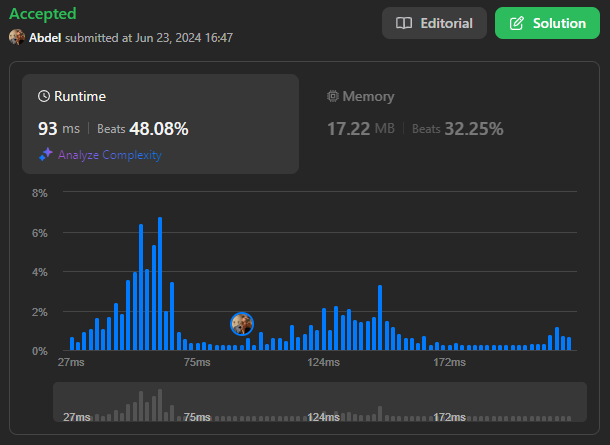 Accepted
Abdel submitted at Jun 23, 2024 16:47
Editorial
Solution
Runtime
93 ms | Beats 48.08%
Analyze Complexity
Memory
17.22 MB | Beats 32.25%
8%
6%
4%
2%
0%
27ms 75ms 124ms 172ms
27ms 75ms 124ms 172ms